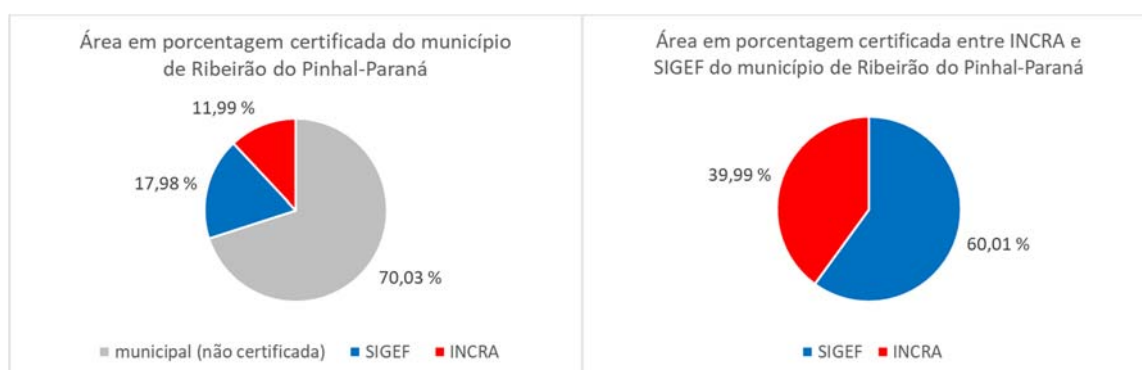 Área em porcentagem certificada do município
de Ribeirão do Pinhal-Paraná
11,99 %
17,98 %
70,03 %
municipal (não certificada) SIGEF INCRA
Área em porcentagem certificada entre INCRA e
SIGEF do município de Ribeirão do Pinhal-Paraná
39,99 %
60,01 %
SIGEF INCRA